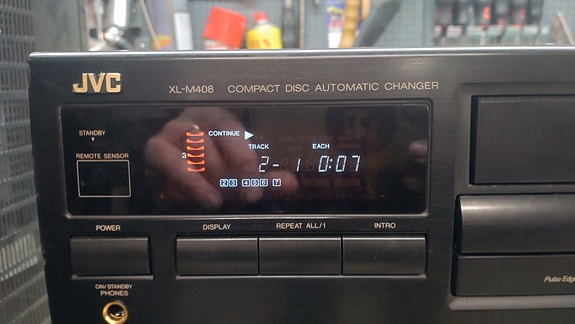 JVC
XL-M408 COMPACT DISC AUTOMATIC CHANGER
STANDBY
CONTINUE
TRACK EACH
REMOTE SENSOR
3
2-1 0:07
2 3 4 5 6 7
POWER
DISPLAY
REPEAT ALL/1
INTRO
ON/STANDBY
PHONES
Pulse Edge